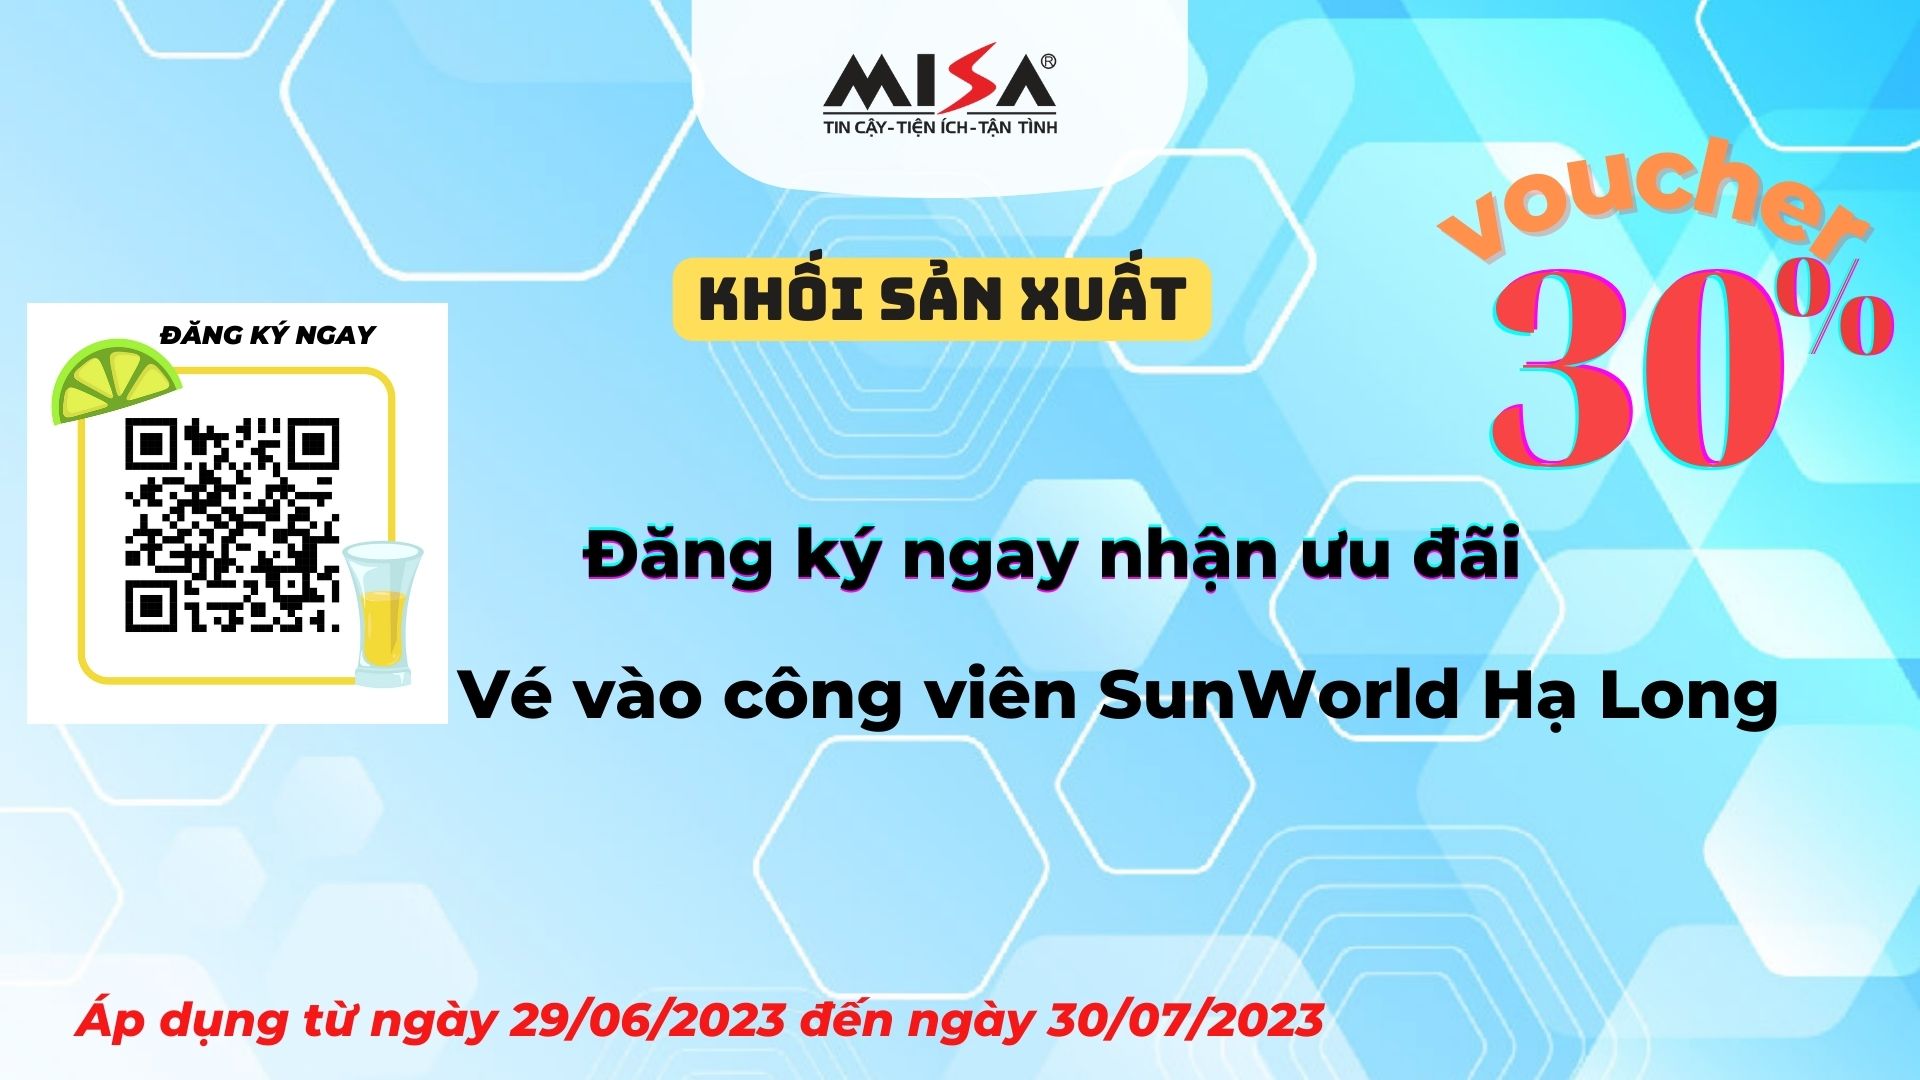 MISA®
TIN CẬY-TIỆN ÍCH-TẬN TÌNH
voucher
30%
KHỐI SẢN XUẤT
ĐĂNG KÝ NGAY
Đăng ký ngay nhận ưu đãi
Vé vào công viên SunWorld Hạ Long
Áp dụng từ ngày 29/06/2023 đến ngày 30/07/2023